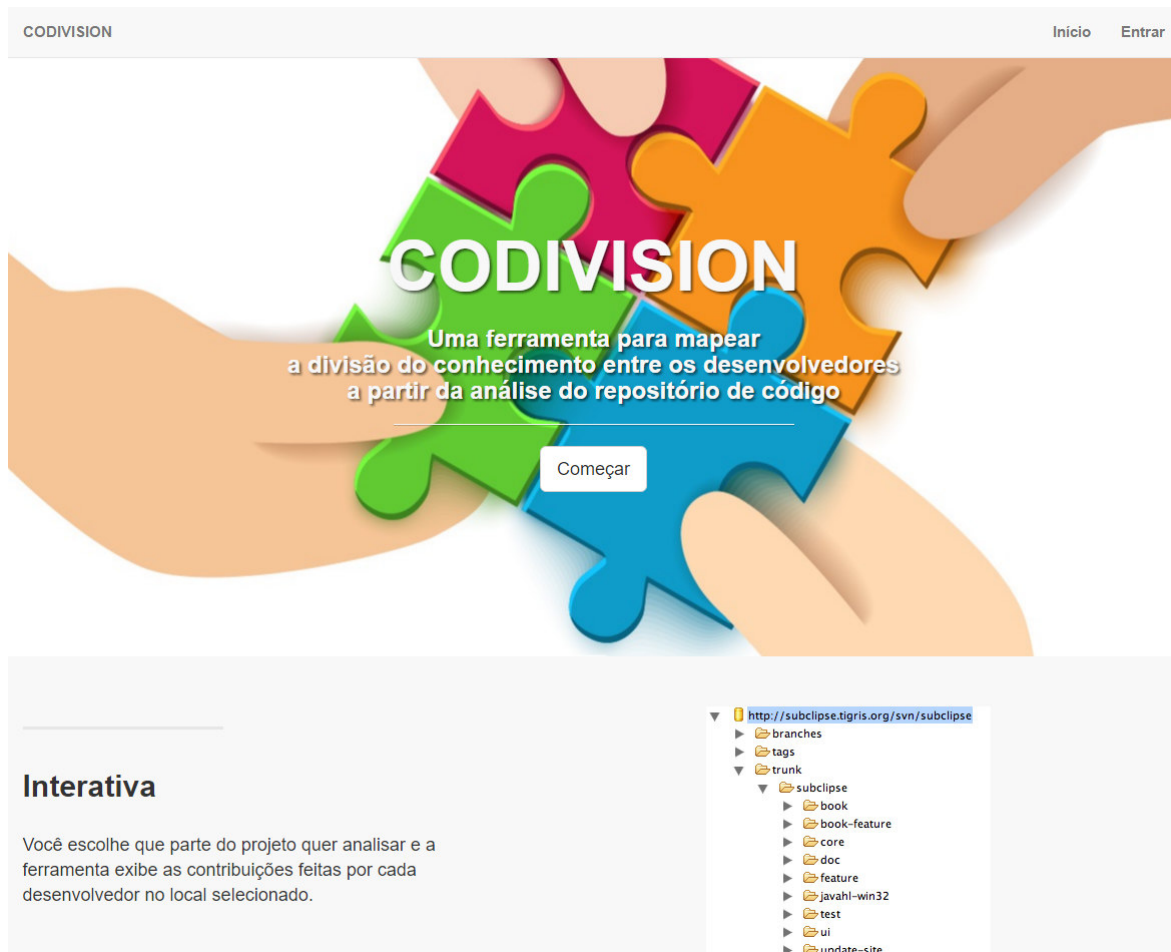 CODIVISION
Início Entrar
CODIVISION
Uma ferramenta para mapear
a divisão do conhecimento entre os desenvolvedores
a partir da análise do repositório de código
Começar
Interativa
Você escolhe que parte do projeto quer analisar e a
ferramenta exibe as contribuições feitas por cada
desenvolvedor no local selecionado.
http://subclipse.tigris.org/svn/subclipse
branches
tags
trunk
subclipse
book
book-feature
core
doc
feature
javahl-win32
test
ui
update-site